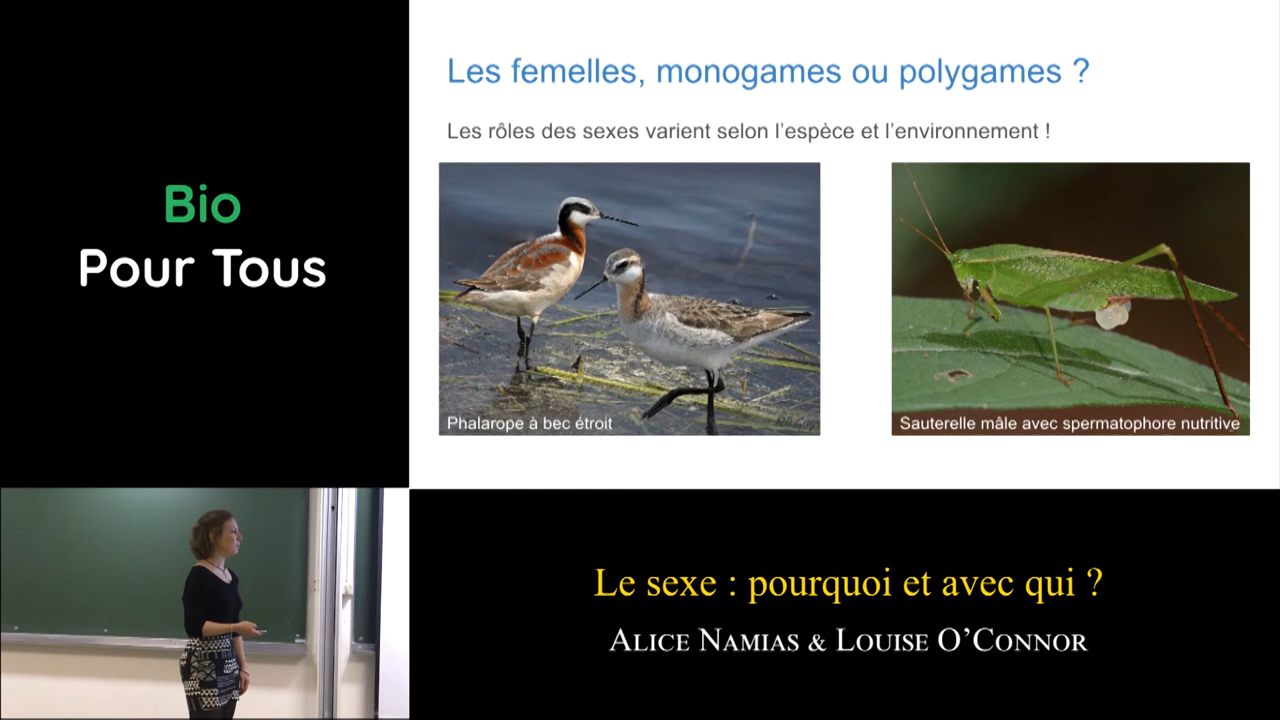 Bio
Pour Tous
Les femelles, monogames ou polygames ?
Les rôles des sexes varient selon l'espèce et l'environnement !
Phalarope à bec étroit
Sauterelle mâle avec spermatophore nutritive
Le sexe : pourquoi et avec qui ?
ALICE NAMIAS & LOUISE O'CONNOR